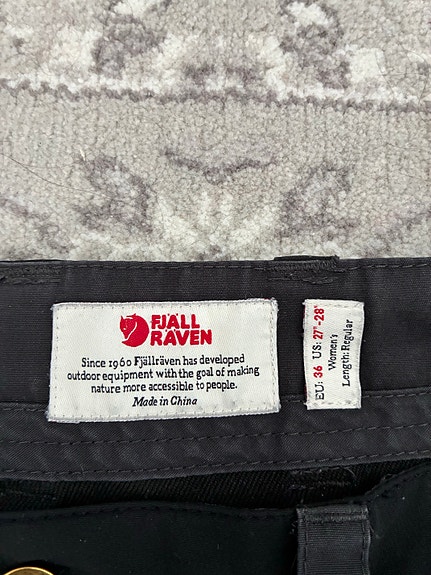 FJÄLL
RÄVEN
Since 1960 Fjällräven has developed
outdoor equipment with the goal of making
nature more accessible to people.
Made in China
EU: 36 US: 27"-28"
Women's
Length: Regular